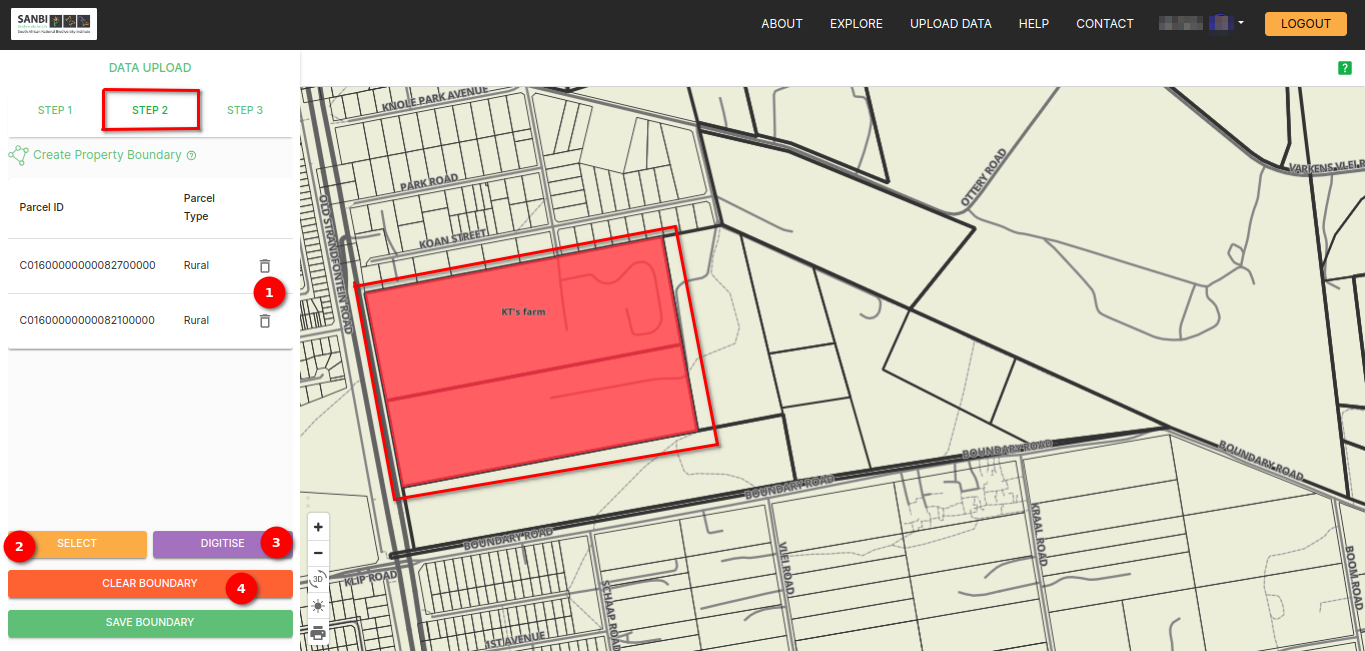 SANBI
South African National Biodiversity Institute
ABOUT
EXPLORE
UPLOAD DATA
HELP
CONTACT
LOGOUT
DATA UPLOAD
?
STEP 1
STEP 2
STEP 3
Create Property Boundary ?
Parcel ID
Parcel
Type
C01600000000082700000
Rural
1
C01600000000082100000
Rural
2
SELECT
DIGITISE
3
CLEAR BOUNDARY
4
SAVE BOUNDARY
KNOLE PARK AVENUE
PARK ROAD
KOAN STREET
OLD STRANDFONTEIN ROAD
KT's farm
OTTERY ROAD
VARKENS VLEI R
BOUNDARY ROAD
BOUNDARY ROAD
BOUNDARY ROAD
BOUNDARY ROAD
KLIP ROAD
SCHAAP ROAD
VLEI ROAD
KRAAL ROAD
BOOM ROAD
1ST AVENUE
+
−
3D